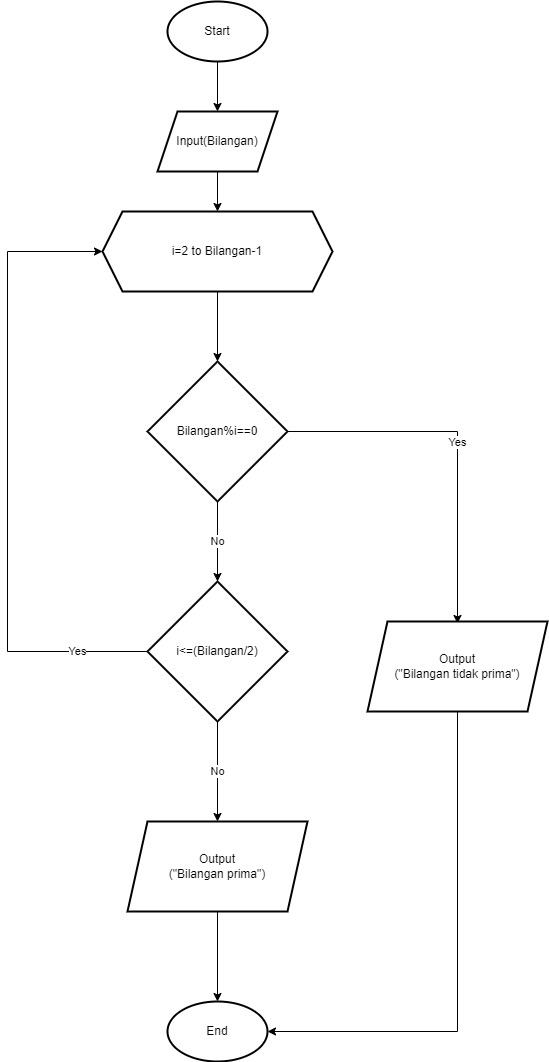 Start
Input(Bilangan)
i=2 to Bilangan-1
Bilangan%i==0
Yes
No
i<=(Bilangan/2)
Yes
Output
("Bilangan tidak prima")
No
Output
("Bilangan prima")
End